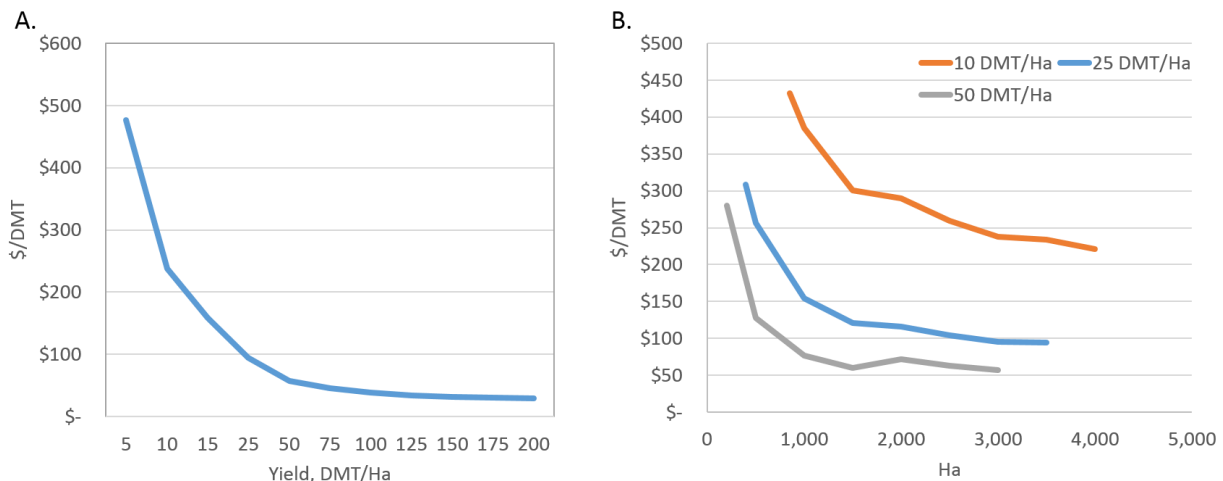 A.
$600
$500
$400
$300
$200
$100
$-
$/DMT
5 10 15 25 50 75 100 125 150 175 200
Yield, DMT/Ha
B.
$500
$450
$400
$350
$300
$250
$200
$150
$100
$50
$-
$/DMT
10 DMT/Ha 25 DMT/Ha
50 DMT/Ha
0 1,000 2,000 3,000 4,000 5,000
Ha